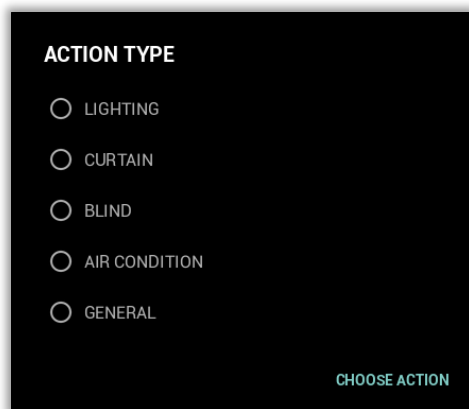 ACTION TYPE
LIGHTING
CURTAIN
BLIND
AIR CONDITION
GENERAL
CHOOSE ACTION